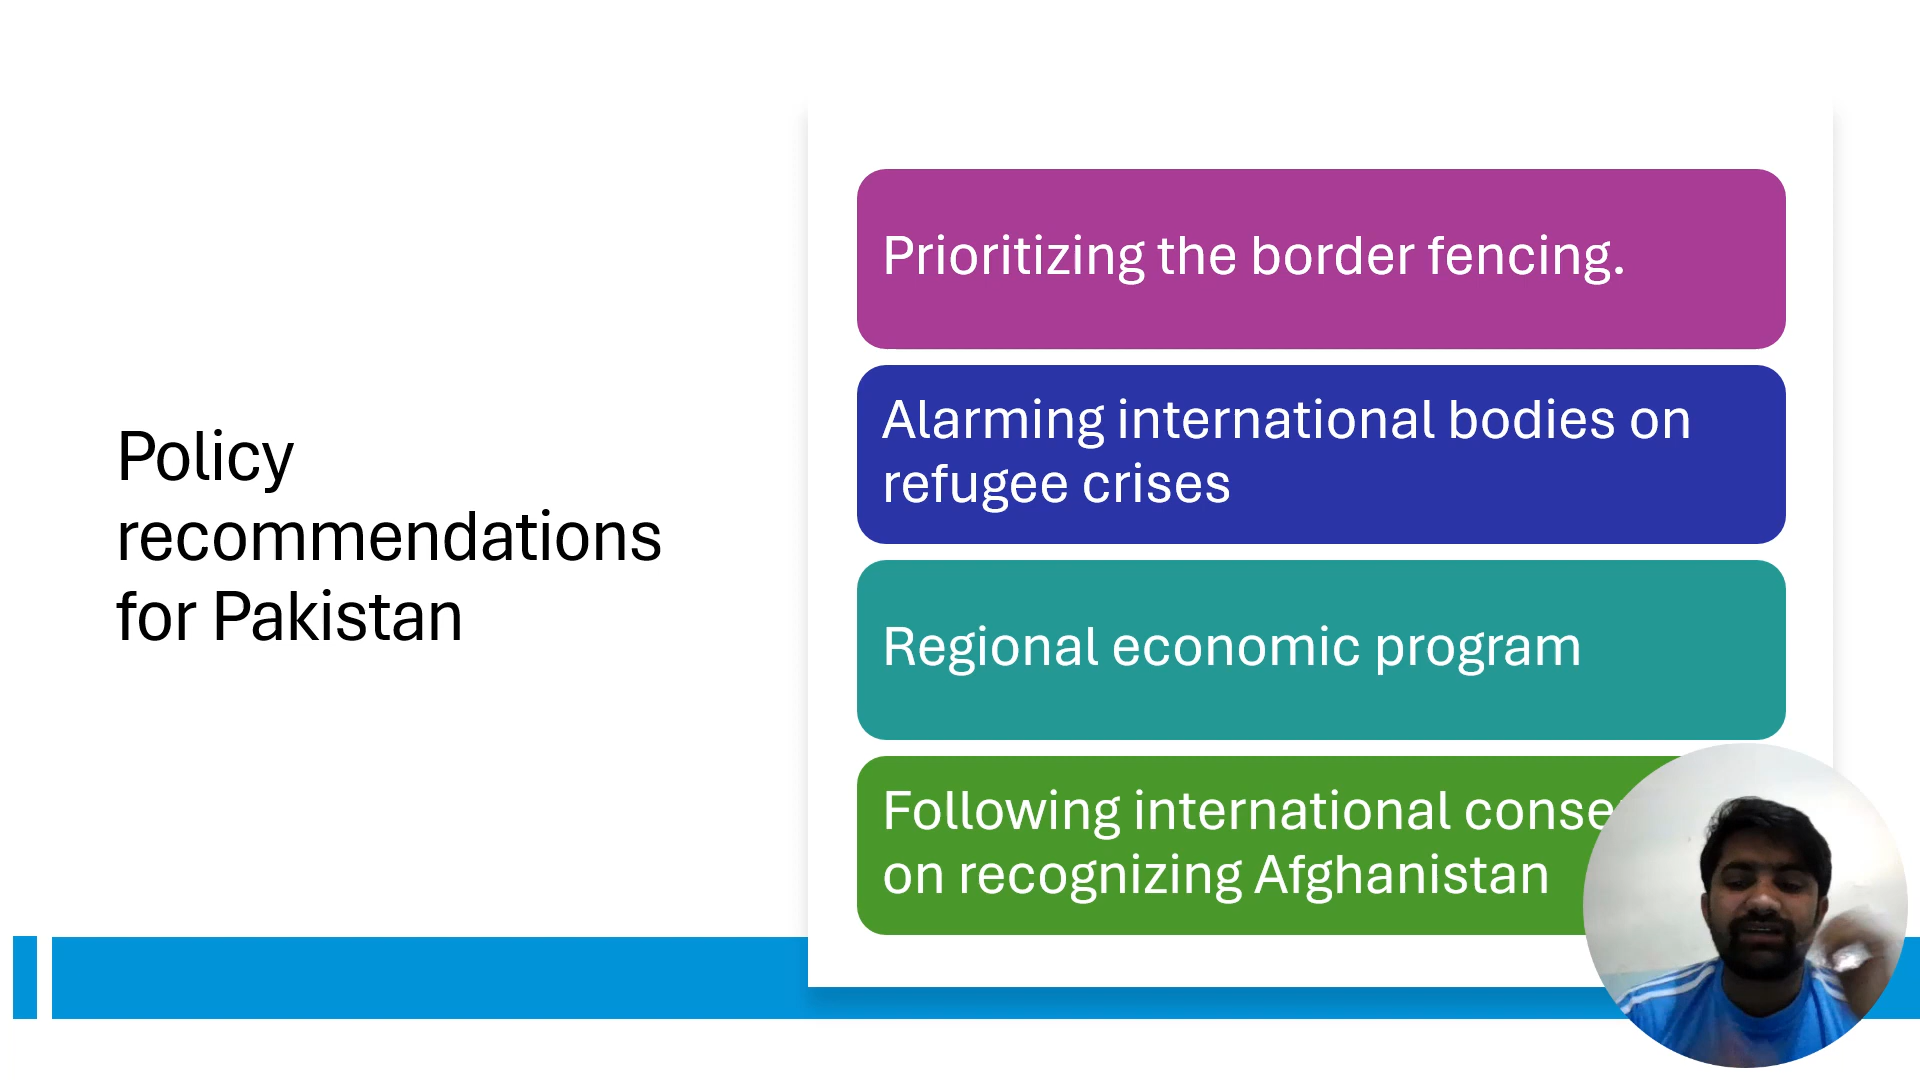 Policy
recommendations
for Pakistan
Prioritizing the border fencing.
Alarming international bodies on
refugee crises
Regional economic program
Following international
on recognizing Afghanistan